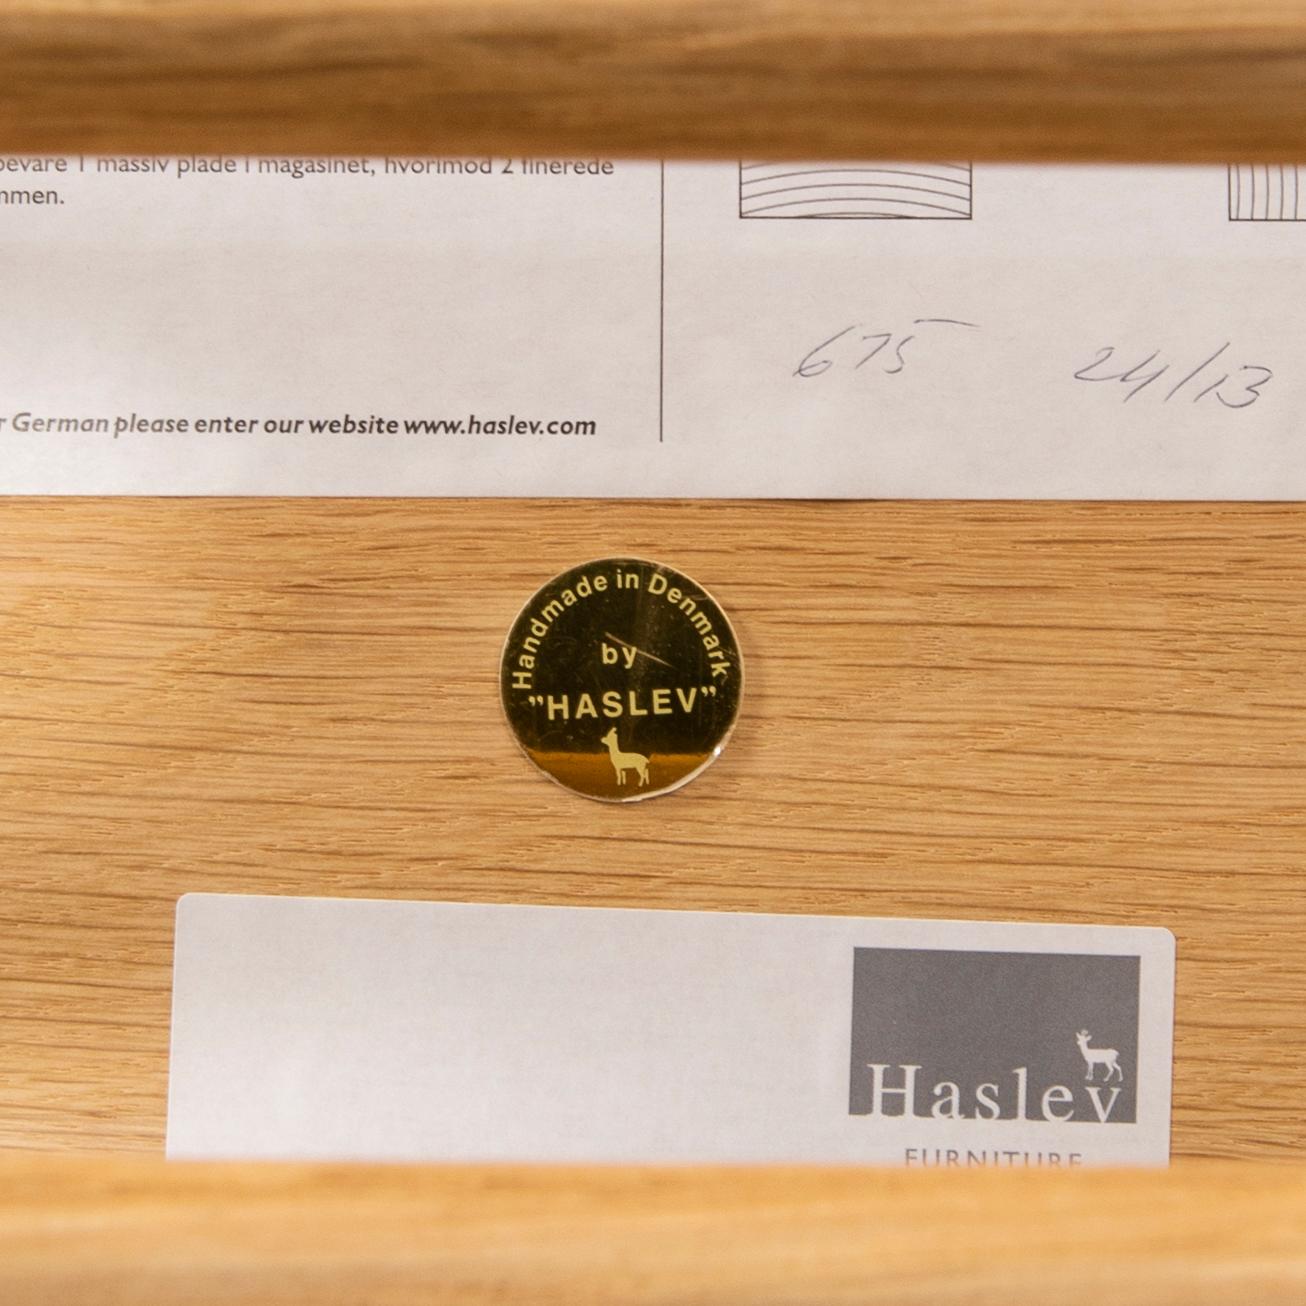 bevare 1 massiv plade i magasinet, hvorimod 2 finerede
mmen.
r German please enter our website www.haslev.com
675 24/13
Handmade in Denmark
by
"HASLEV"
Haslev
FURNITURE